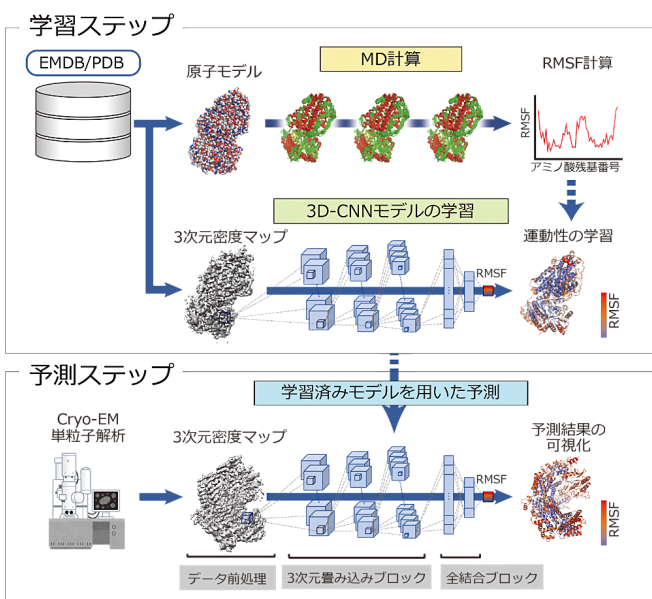 学習ステップ
EMDB/PDB
原子モデル
MD計算
RMSF計算
RMSF
アミノ酸残基番号
3D-CNNモデルの学習
3次元密度マップ
RMSF
運動性の学習
RMSF
予測ステップ
学習済みモデルを用いた予測
Cryo-EM
単粒子解析
3次元密度マップ
RMSF
予測結果の
可視化
RMSF
データ前処理
3次元畳み込みブロック
全結合ブロック